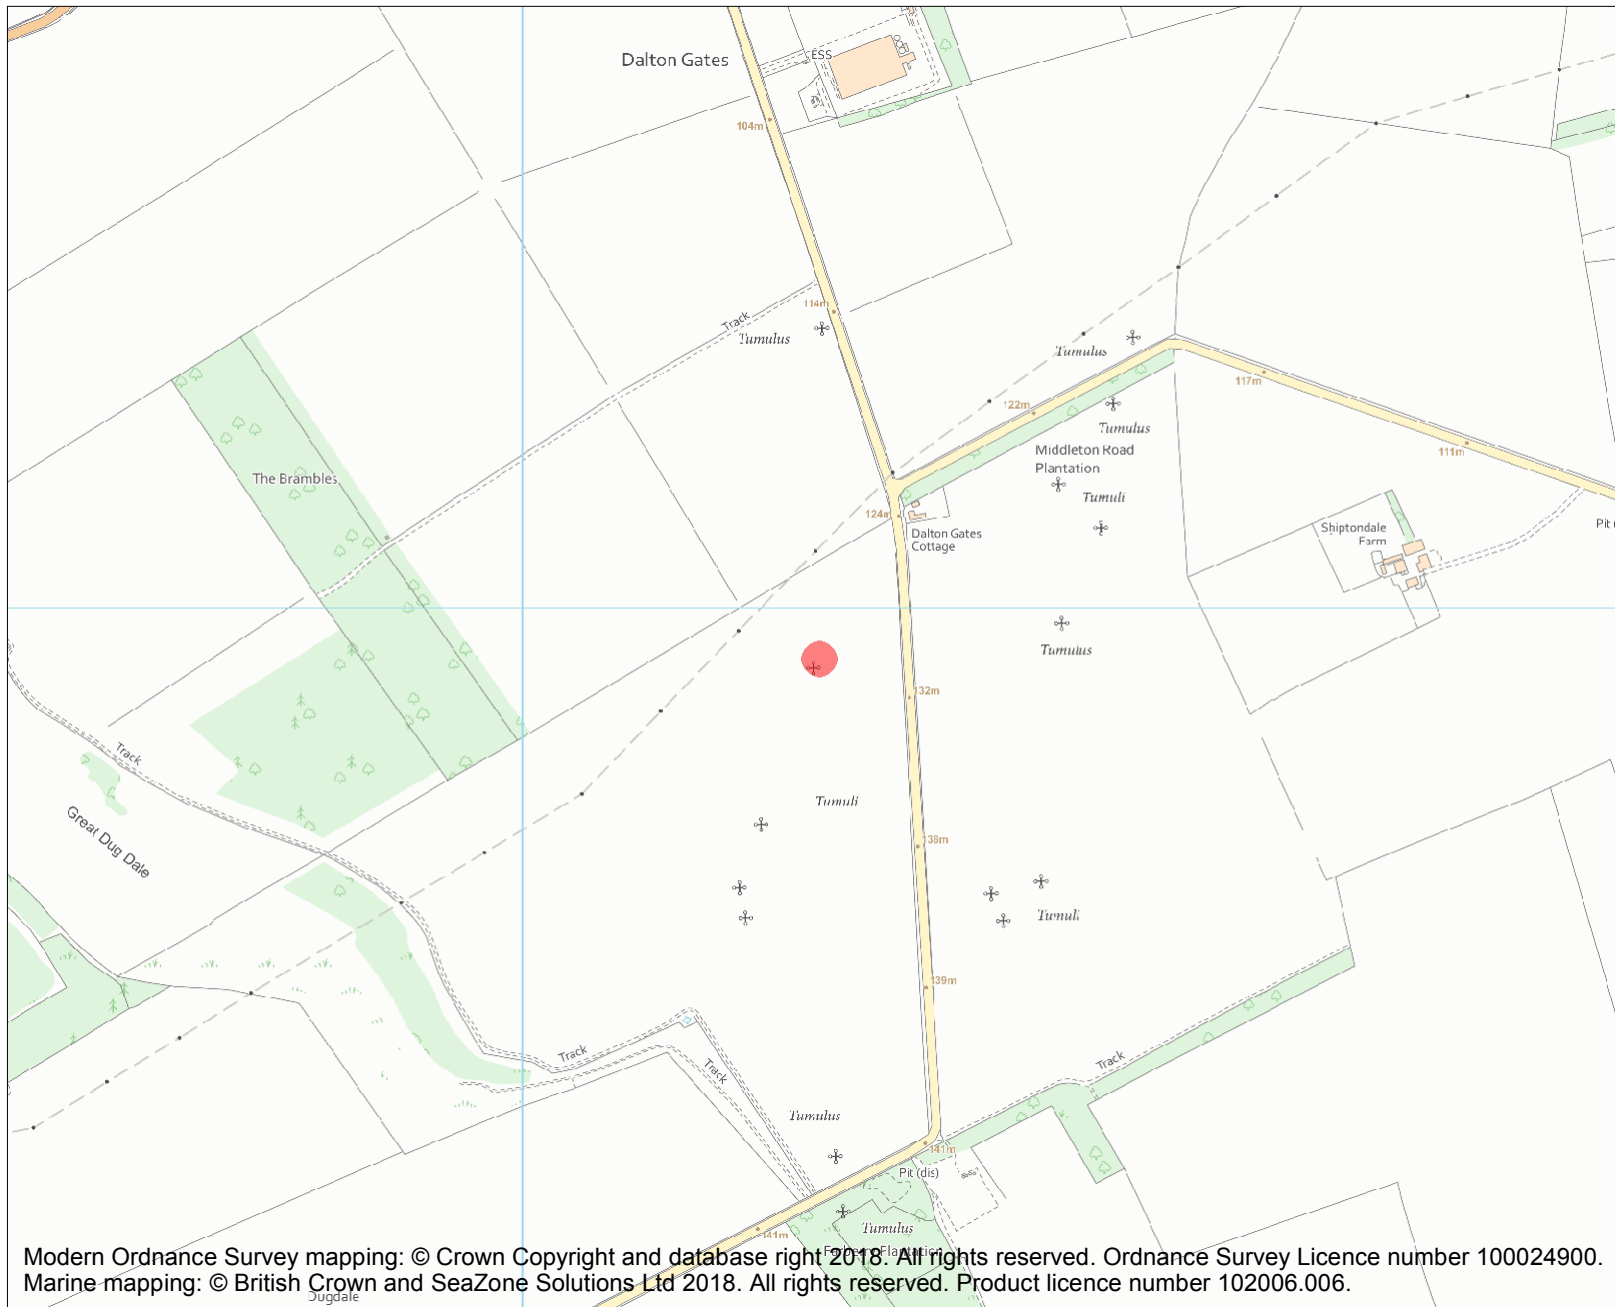 Dalton Gates
ESS
104m
Track
114m
Tumulus
Tumulus
117m
122m
Tumulus
111m
Middleton Road
Plantation
The Brambles
Tumuli
124m
Dalton Gates
Cottage
Shiptondale
Farm
Pit
Tumulus
132m
Track
Tumuli
Great Dug Dale
138m
Tumuli
139m
Track
Track
Track
Tumulus
141m
Pit (dis)
Tumulus
141m
Farberry Plantation
Modern Ordnance Survey mapping: © Crown Copyright and database right 2018. All rights reserved. Ordnance Survey Licence number 100024900.
Marine mapping: © British Crown and SeaZone Solutions Ltd 2018. All rights reserved. Product licence number 102006.006.
Dugdale